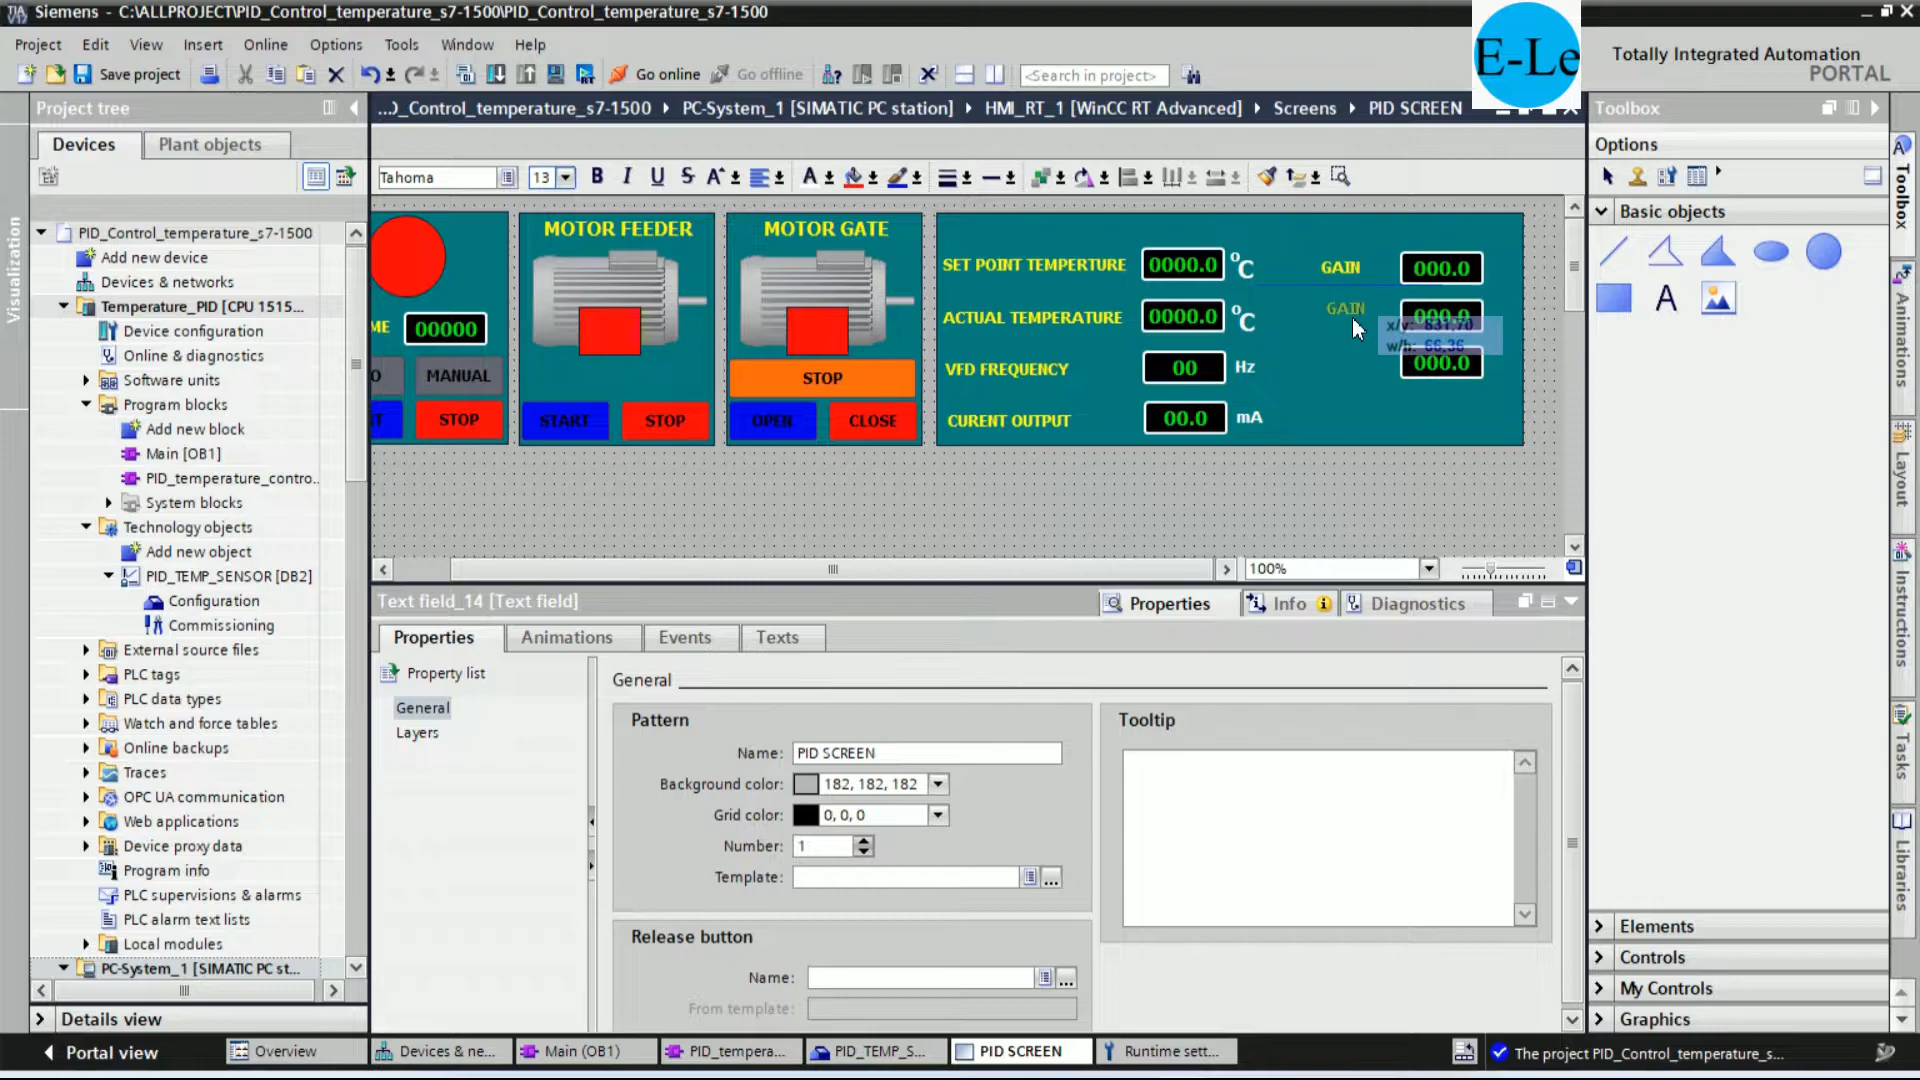 Siemens - C:\ALLPROJECT\PID_Control_temperature_s7-1500\PID_Control_temperature_s7-1500
E-Le
Project Edit View Insert Online Options Tools Window Help
Totally Integrated Automation
PORTAL
Save project
Go online
Go offline
<Search in project>
Project tree
...)_Control_temperature_s7-1500 PC-System_1 [SIMATIC PC station] HMI_RT_1 [WinCC RT Advanced] Screens PID SCREEN
Toolbox
Devices
Plant objects
Options
Tahoma
13
B I U S A
Basic objects
Visualization
PID_Control_temperature_s7-1500
Add new device
Devices & networks
Temperature_PID [CPU 1515...
Device configuration
Online & diagnostics
Software units
Program blocks
Add new block
Main [OB1]
PID_temperature_contro..
System blocks
Technology objects
Add new object
PID_TEMP_SENSOR [DB2]
Configuration
Commissioning
External source files
PLC tags
PLC data types
Watch and force tables
Online backups
Traces
OPC UA communication
Web applications
Device proxy data
Program info
PLC supervisions & alarms
PLC alarm text lists
Local modules
PC-System_1 [SIMATIC PC st...
Details view
ME 00000
O
MANUAL
STOP
MOTOR FEEDER
START
STOP
MOTOR GATE
STOP
OPEN
CLOSE
SET POINT TEMPERTURE 0000.0 °C
ACTUAL TEMPERATURE 0000.0 °C
VFD FREQUENCY 00 Hz
CURENT OUTPUT 00.0 mA
GAIN 000.0
GAIN 000.0
x/y: 831,70
w/h: 66,36
000.0
100%
Text field_14 [Text field]
Properties
Info
Diagnostics
Properties
Animations
Events
Texts
Property list
General
Layers
General
Pattern
Name: PID SCREEN
Background color: 182, 182, 182
Grid color: 0, 0, 0
Number: 1
Template:
Tooltip
Release button
Name:
From template:
Elements
Controls
My Controls
Graphics
Toolbox
Animations
Layout
Instructions
Tasks
Libraries
Portal view
Overview
Devices & ne...
Main (OB1)
PID_tempera...
PID_TEMP_S...
PID SCREEN
Runtime sett...
The project PID_Control_temperature_s...